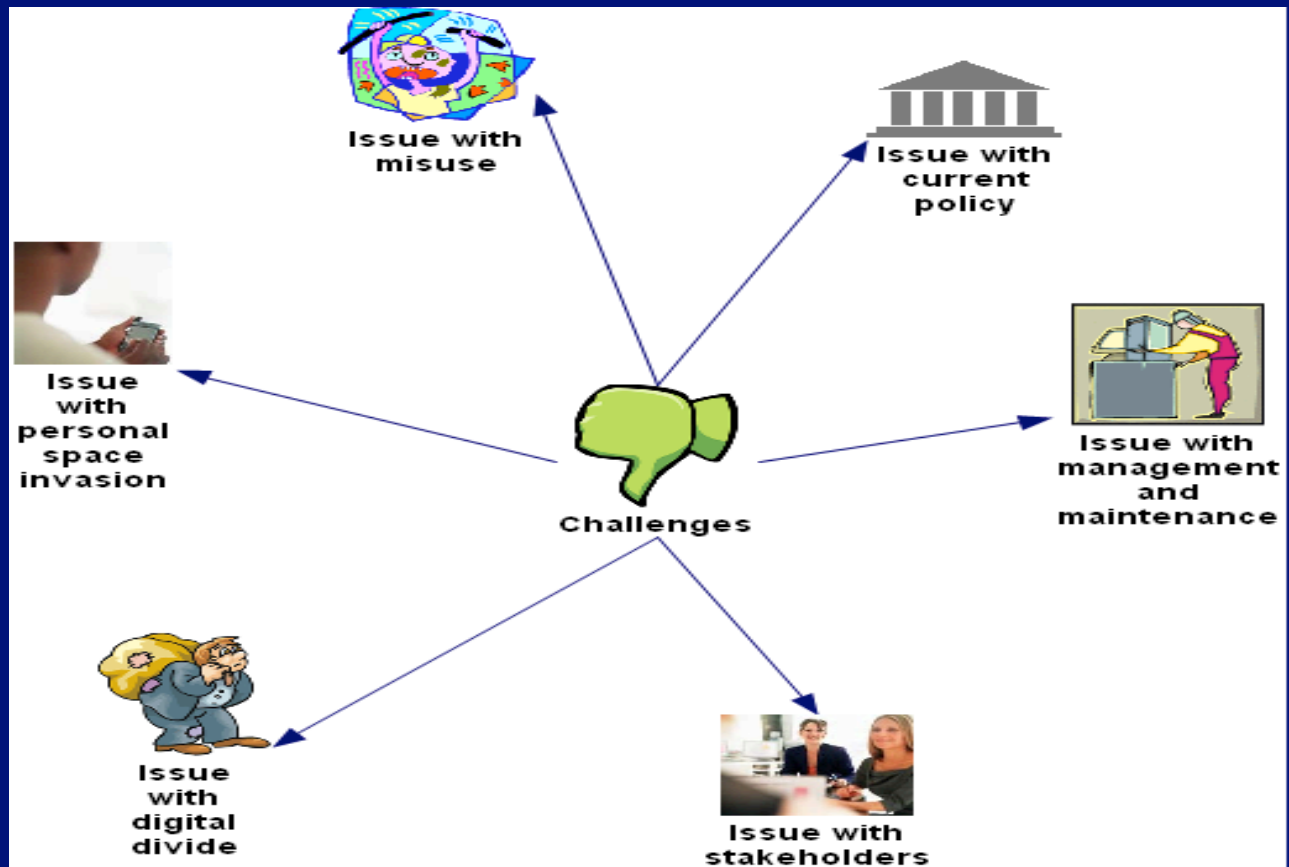 Issue with
misuse
Issue with
current
policy
Issue
with
personal
space
invasion
Issue with
management
and
maintenance
Challenges
Issue
with
digital
divide
Issue with
stakeholders